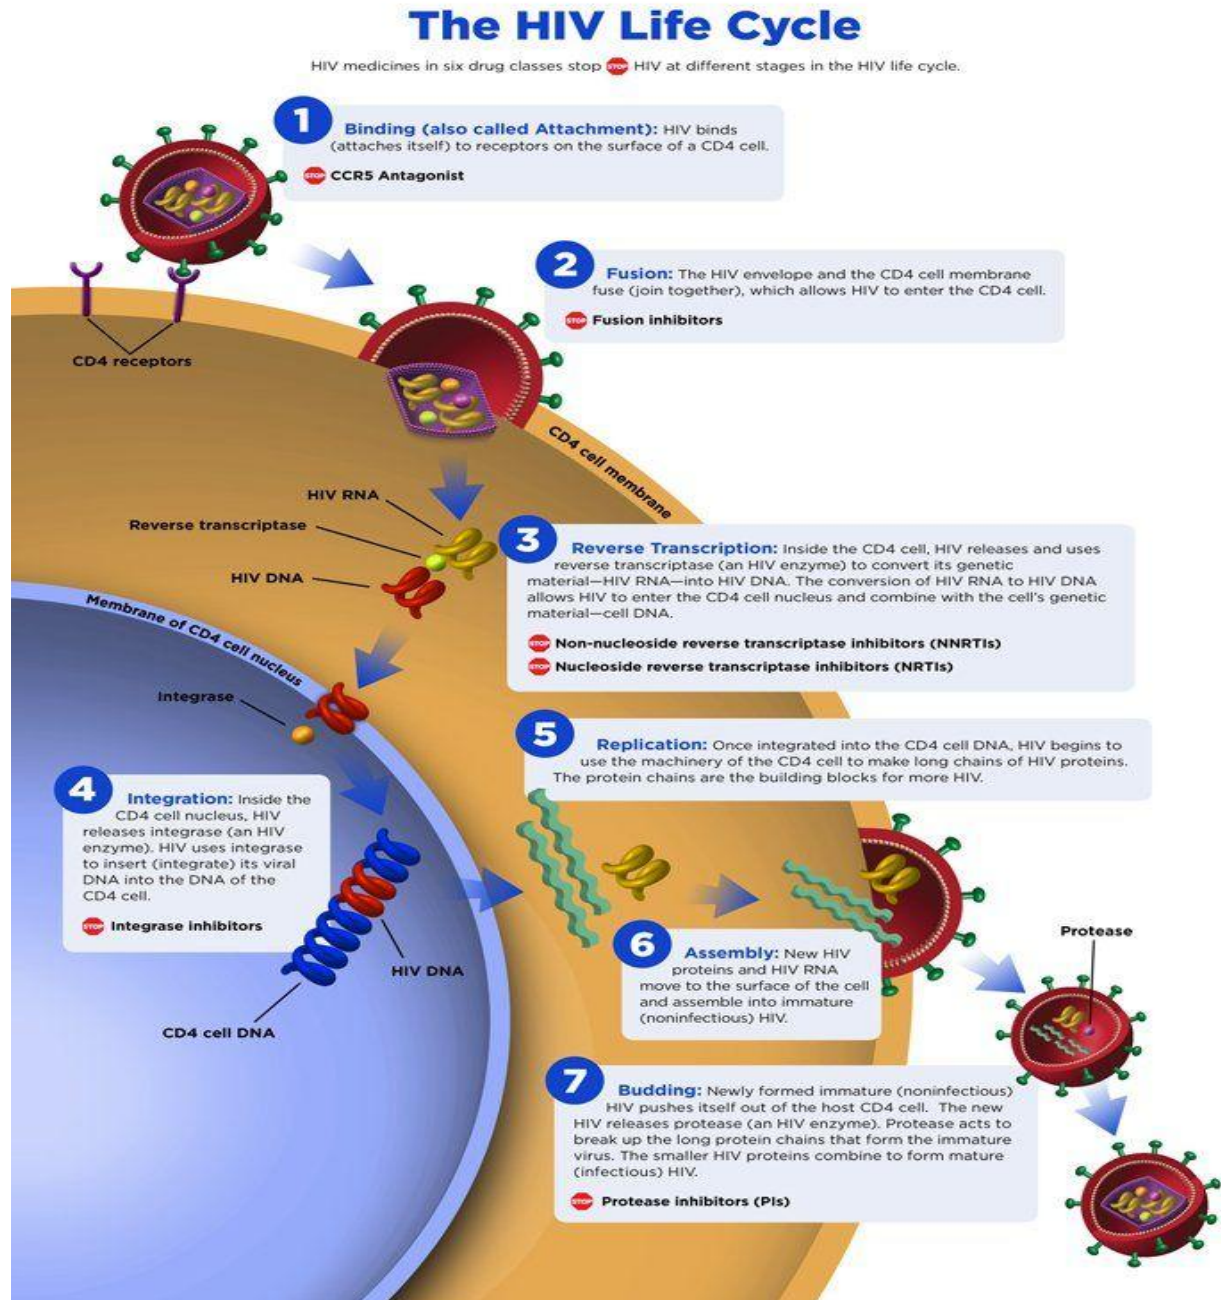 The HIV Life Cycle
HIV medicines in six drug classes stop STOP HIV at different stages in the HIV life cycle.
1
Binding (also called Attachment): HIV binds
(attaches itself) to receptors on the surface of a CD4 cell.
STOP CCR5 Antagonist
2
Fusion: The HIV envelope and the CD4 cell membrane
fuse (join together), which allows HIV to enter the CD4 cell.
STOP Fusion inhibitors
CD4 receptors
CD4 cell membrane
HIV RNA
Reverse transcriptase
HIV DNA
3
Reverse Transcription: Inside the CD4 cell, HIV releases and uses
reverse transcriptase (an HIV enzyme) to convert its genetic
material—HIV RNA—into HIV DNA. The conversion of HIV RNA to HIV DNA
allows HIV to enter the CD4 cell nucleus and combine with the cell's genetic
material—cell DNA.
STOP Non-nucleoside reverse transcriptase inhibitors (NNRTIs)
STOP Nucleoside reverse transcriptase inhibitors (NRTIs)
Membrane of CD4 cell nucleus
Integrase
4
Integration: Inside the
CD4 cell nucleus, HIV
releases integrase (an HIV
enzyme). HIV uses integrase
to insert (integrate) its viral
DNA into the DNA of the
CD4 cell.
STOP Integrase inhibitors
HIV DNA
CD4 cell DNA
5
Replication: Once integrated into the CD4 cell DNA, HIV begins to
use the machinery of the CD4 cell to make long chains of HIV proteins.
The protein chains are the building blocks for more HIV.
6
Assembly: New HIV
proteins and HIV RNA
move to the surface of the cell
and assemble into immature
(noninfectious) HIV.
Protease
7
Budding: Newly formed immature (noninfectious)
HIV pushes itself out of the host CD4 cell. The new
HIV releases protease (an HIV enzyme). Protease acts to
break up the long protein chains that form the immature
virus. The smaller HIV proteins combine to form mature
(infectious) HIV.
STOP Protease inhibitors (PIs)